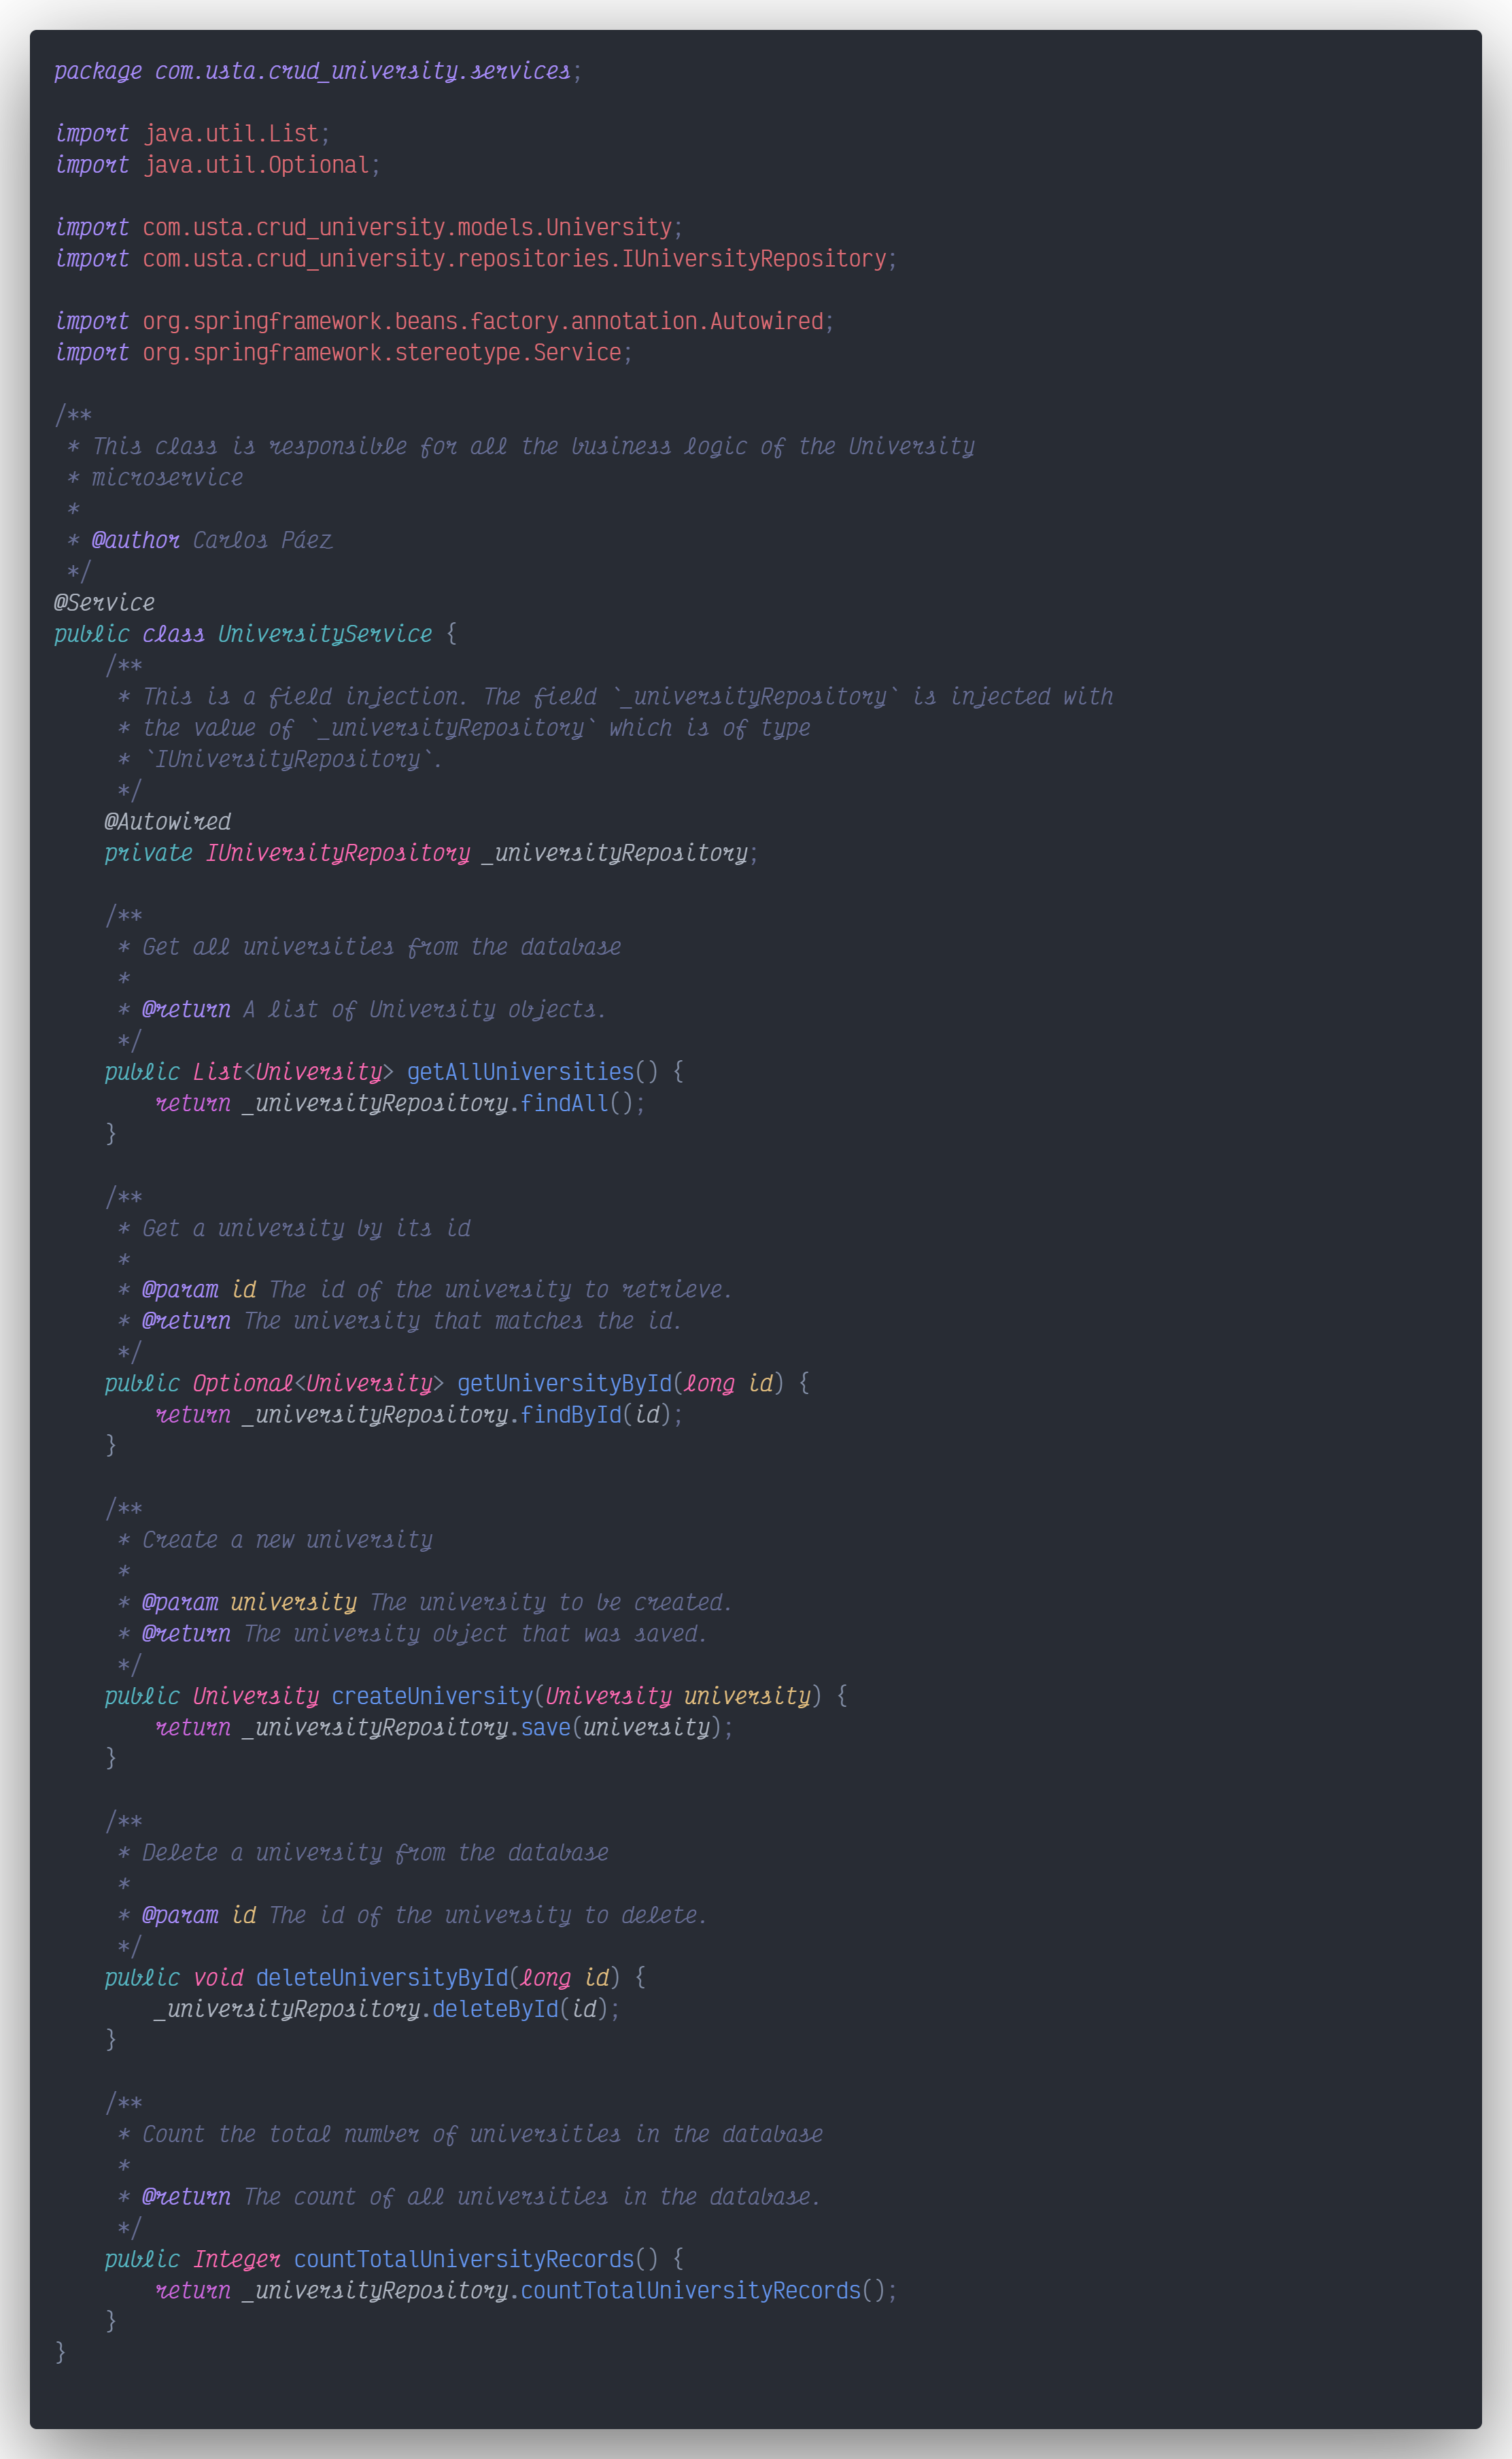 package com.usta.crud_university.services;

import java.util.List;
import java.util.Optional;

import com.usta.crud_university.models.University;
import com.usta.crud_university.repositories.IUniversityRepository;

import org.springframework.beans.factory.annotation.Autowired;
import org.springframework.stereotype.Service;

/**
 * This class is responsible for all the business logic of the University
 * microservice
 *
 * @author Carlos Páez
 */
@Service
public class UniversityService {
    /**
     * This is a field injection. The field `_universityRepository` is injected with
     * the value of `_universityRepository` which is of type
     * `IUniversityRepository`.
     */
    @Autowired
    private IUniversityRepository _universityRepository;

    /**
     * Get all universities from the database
     *
     * @return A list of University objects.
     */
    public List<University> getAllUniversities() {
        return _universityRepository.findAll();
    }

    /**
     * Get a university by its id
     *
     * @param id The id of the university to retrieve.
     * @return The university that matches the id.
     */
    public Optional<University> getUniversityById(long id) {
        return _universityRepository.findById(id);
    }

    /**
     * Create a new university
     *
     * @param university The university to be created.
     * @return The university object that was saved.
     */
    public University createUniversity(University university) {
        return _universityRepository.save(university);
    }

    /**
     * Delete a university from the database
     *
     * @param id The id of the university to delete.
     */
    public void deleteUniversityById(long id) {
        _universityRepository.deleteById(id);
    }

    /**
     * Count the total number of universities in the database
     *
     * @return The count of all universities in the database.
     */
    public Integer countTotalUniversityRecords() {
        return _universityRepository.countTotalUniversityRecords();
    }
}